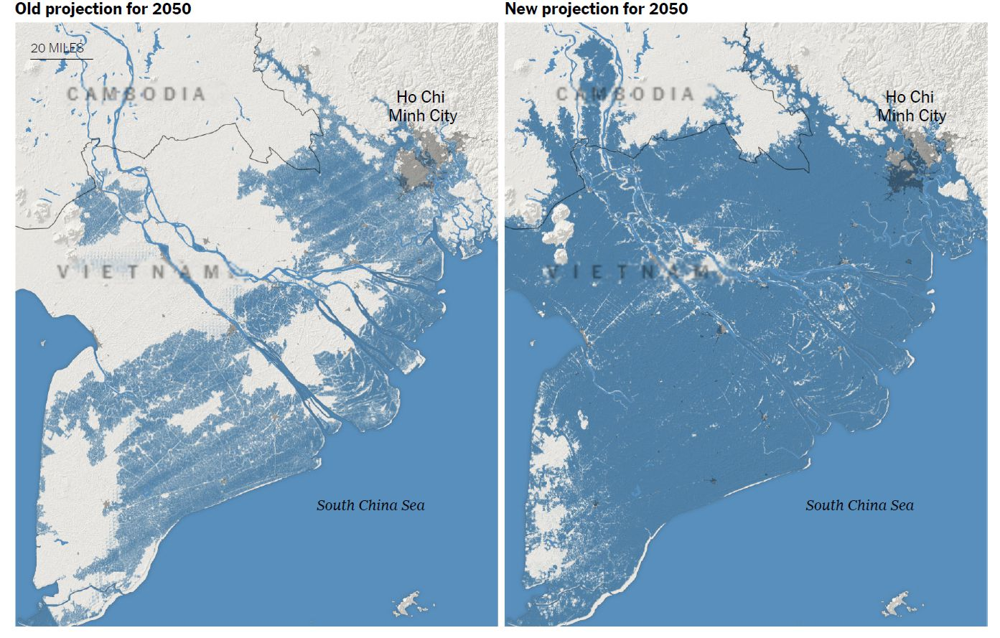 Old projection for 2050
20 MILES
CAMBODIA
Ho Chi
Minh City
VIETNAM
South China Sea
New projection for 2050
CAMBODIA
Ho Chi
Minh City
VIETNAM
South China Sea